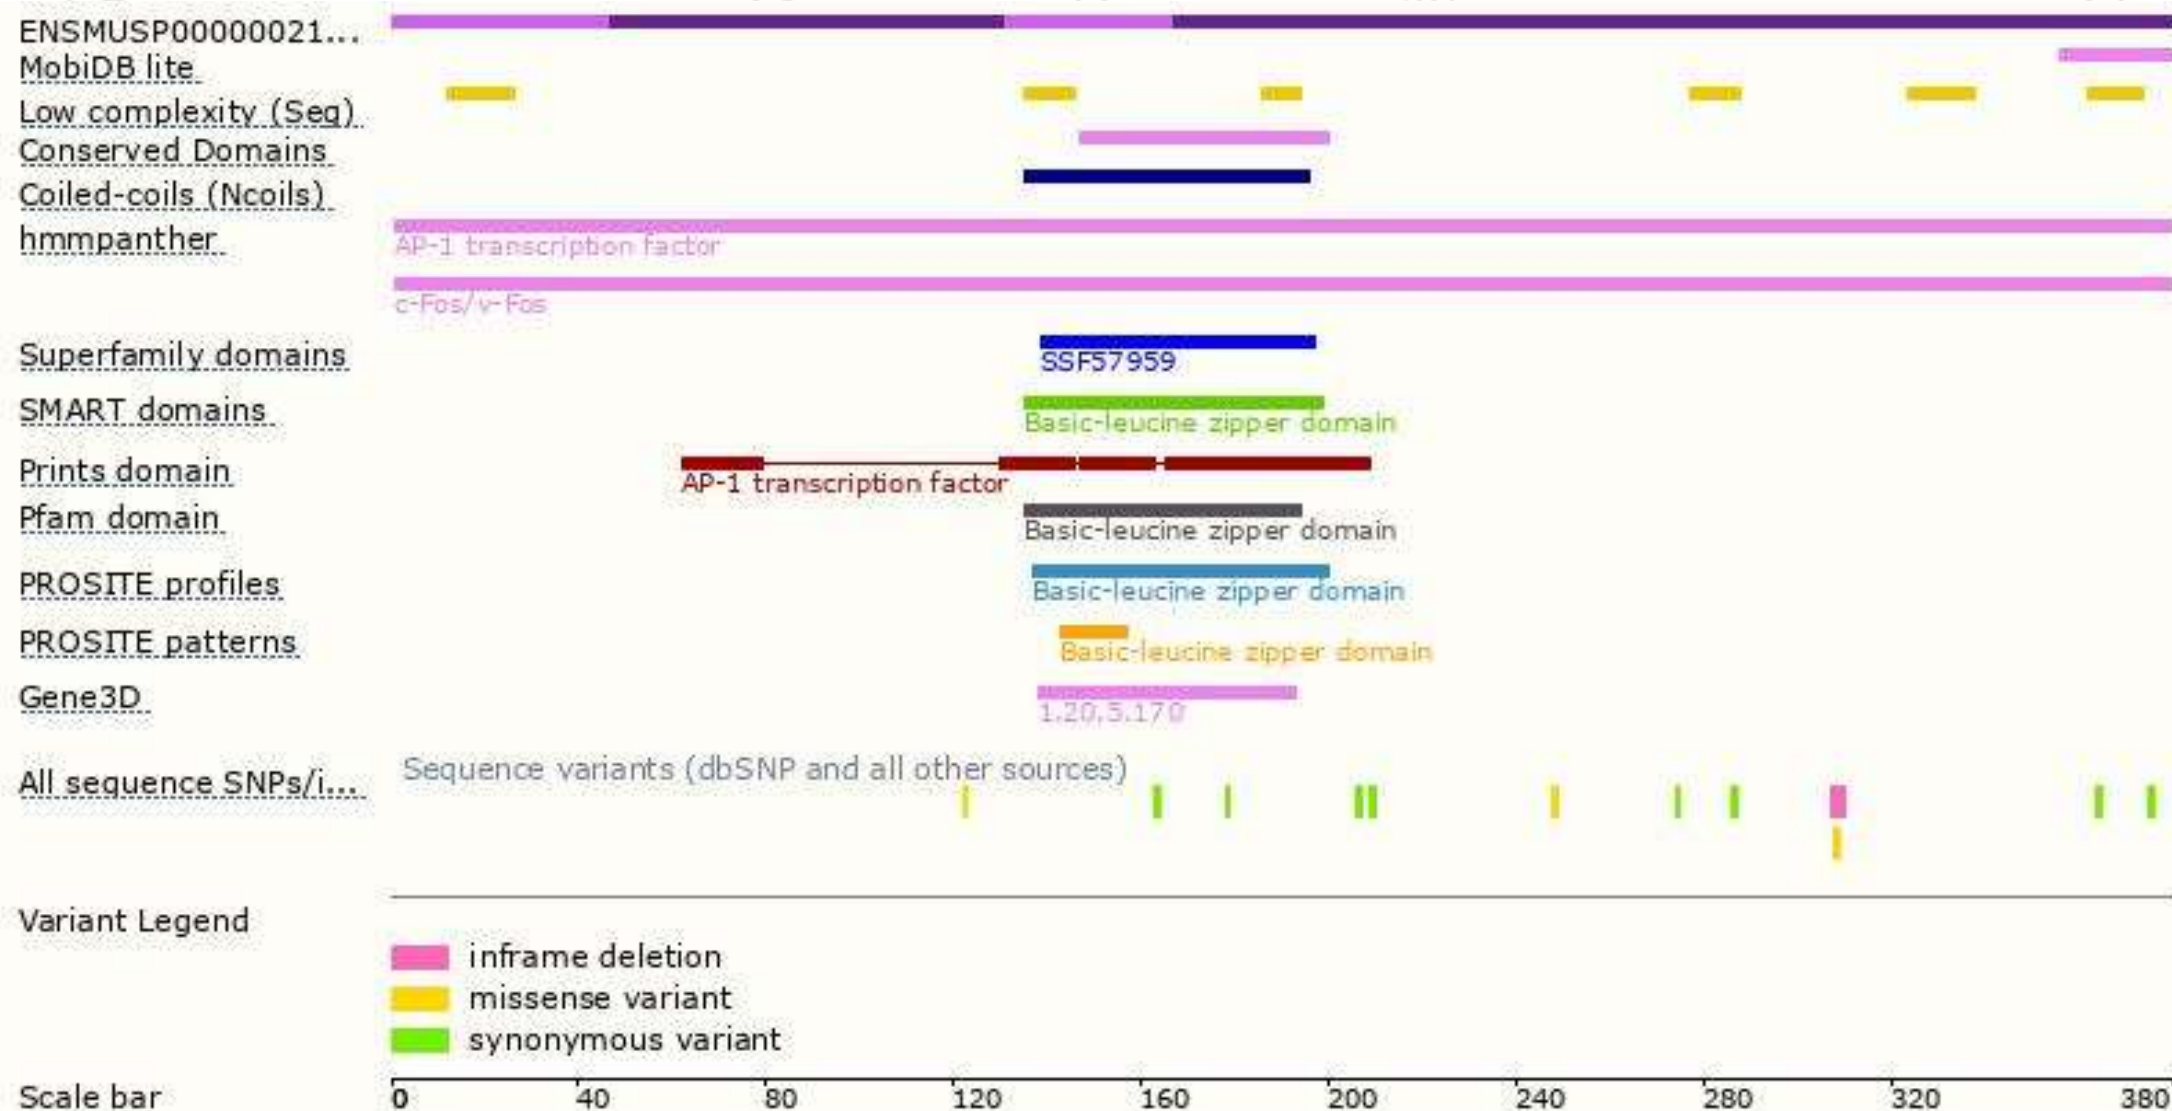 ENSMUSP00000021...
MobiDB lite
Low complexity (Seg)
Conserved Domains
Coiled-coils (Ncoils)
hmmpanther
AP-1 transcription factor
c-Fos/v-Fos
Superfamily domains
SSF57959
SMART domains
Basic-leucine zipper domain
Prints domain
AP-1 transcription factor
Pfam domain
Basic-leucine zipper domain
PROSITE profiles
Basic-leucine zipper domain
PROSITE patterns
Basic-leucine zipper domain
Gene3D
1.20.5.170
Sequence variants (dbSNP and all other sources)
All sequence SNPs/i...
Variant Legend
inframe deletion
missense variant
synonymous variant
Scale bar 0 40 80 120 160 200 240 280 320 380